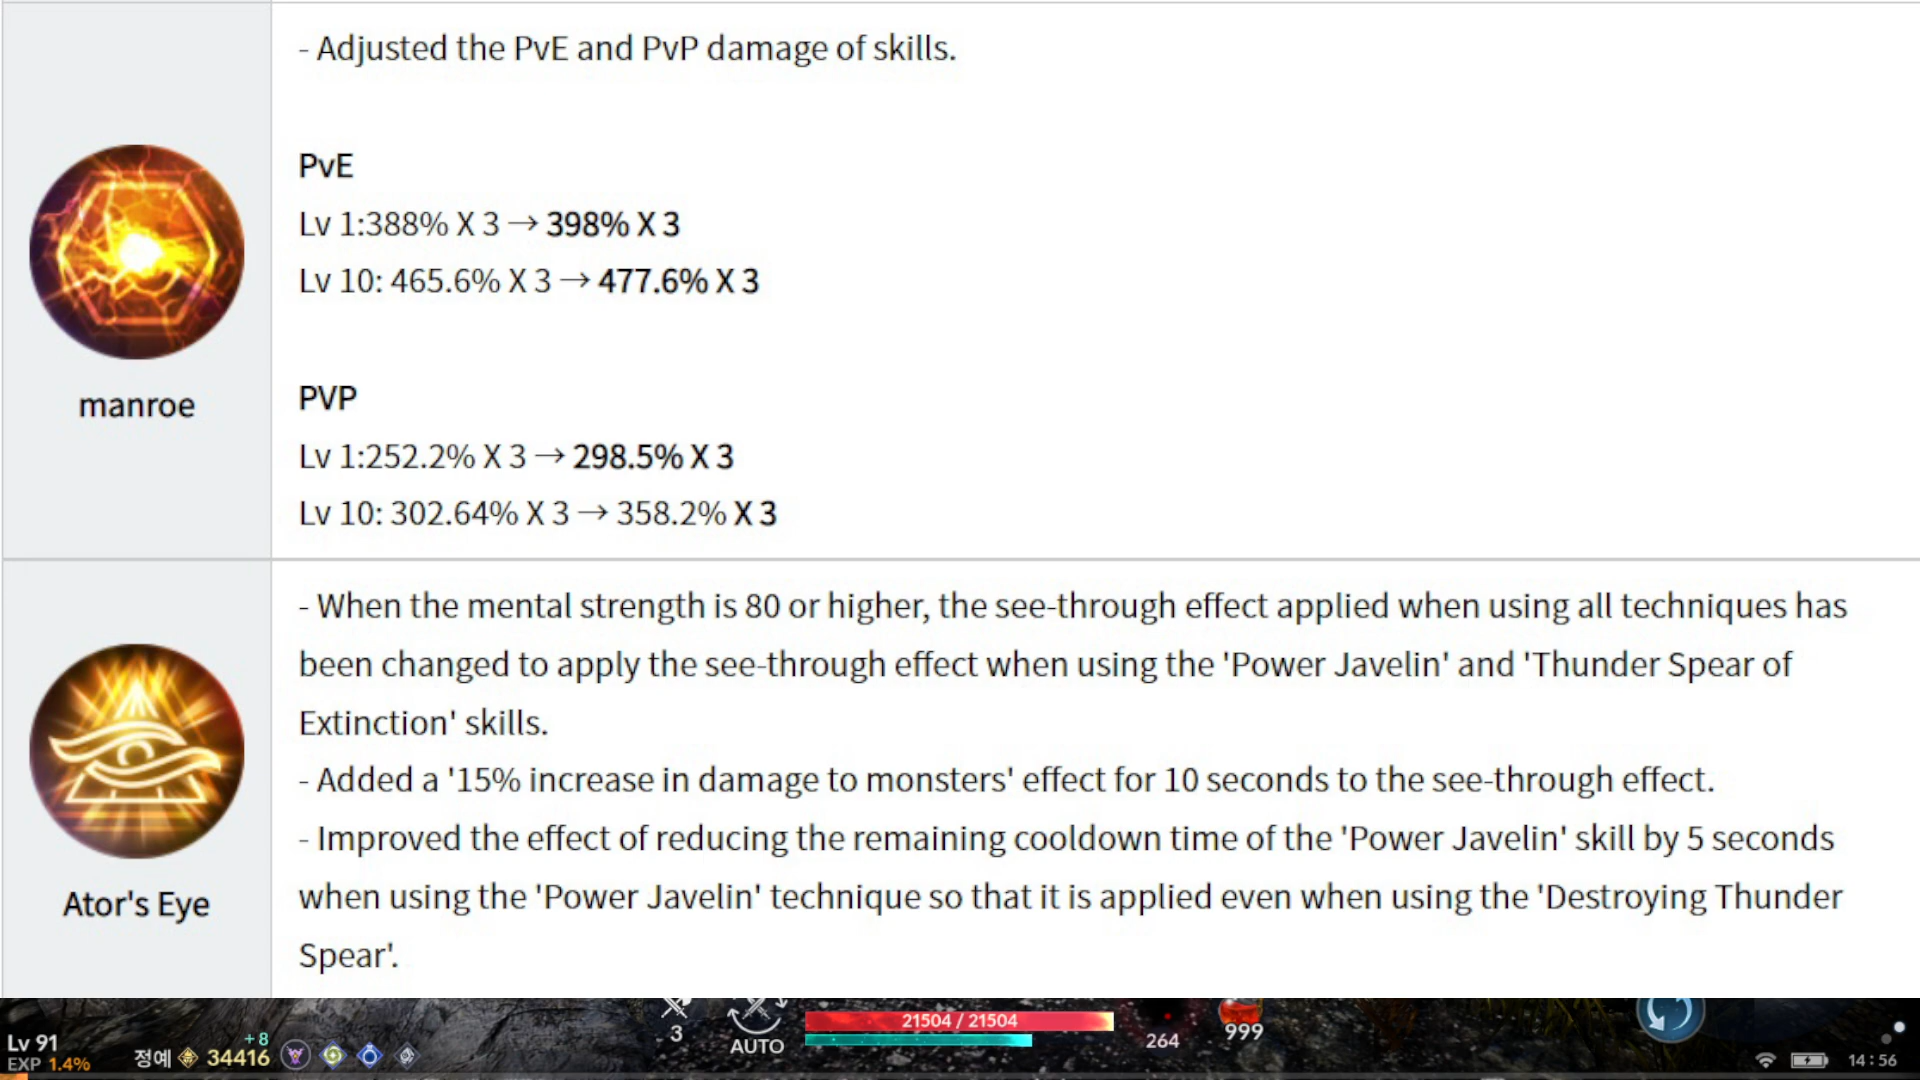 - Adjusted the PvE and PvP damage of skills.
PvE
Lv 1:388% X 3 → 398% X 3
Lv 10: 465.6% X 3 → 477.6% X 3
manroe
PVP
Lv 1:252.2% X 3 → 298.5% X 3
Lv 10: 302.64% X 3 → 358.2% X 3
- When the mental strength is 80 or higher, the see-through effect applied when using all techniques has
been changed to apply the see-through effect when using the 'Power Javelin' and 'Thunder Spear of
Extinction' skills.
- Added a '15% increase in damage to monsters' effect for 10 seconds to the see-through effect.
- Improved the effect of reducing the remaining cooldown time of the 'Power Javelin' skill by 5 seconds
when using the 'Power Javelin' technique so that it is applied even when using the 'Destroying Thunder
Spear'.
Ator's Eye
Lv 91
EXP 1.4%
+8
정예 34416
3
AUTO
21504 / 21504
264
999
14:56